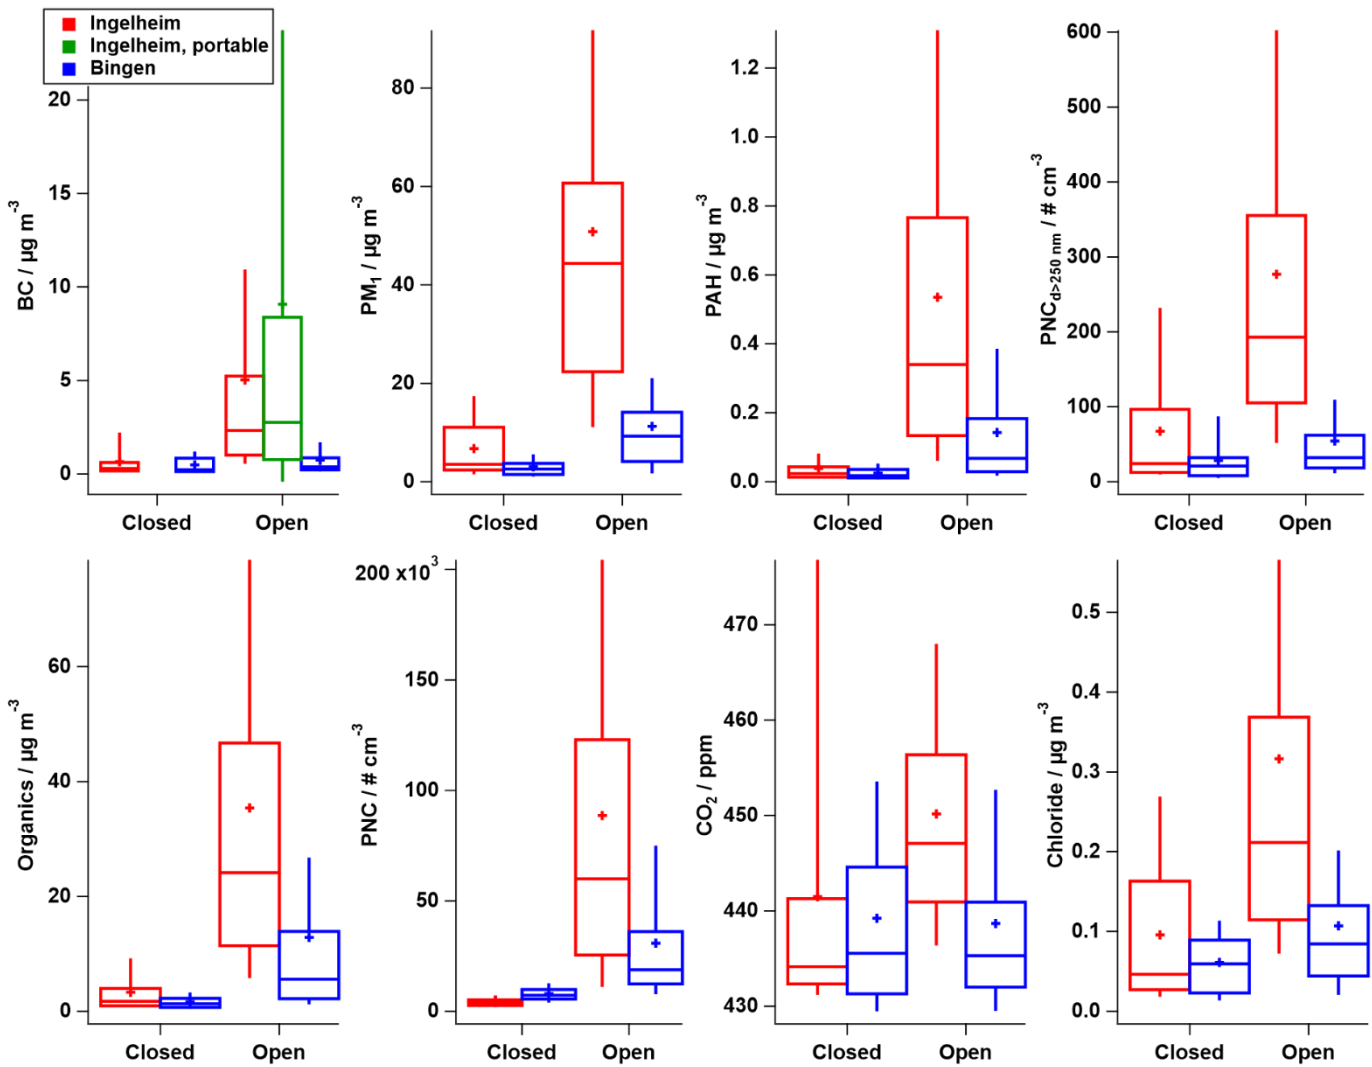 Ingelheim
Ingelheim, portable
Bingen
BC / µg m-3
20
15
10
5
0
Closed
Open
PM1 / µg m-3
80
60
40
20
0
Closed
Open
PAH / µg m-3
1.2
1.0
0.8
0.6
0.4
0.2
0.0
Closed
Open
PNCd>250 nm / # cm-3
600
500
400
300
200
100
0
Closed
Open
Organics / µg m-3
60
40
20
0
Closed
Open
PNC / # cm-3
200 x10³
150
100
50
0
Closed
Open
CO2 / ppm
470
460
450
440
430
Closed
Open
Chloride / µg m-3
0.5
0.4
0.3
0.2
0.1
0.0
Closed
Open